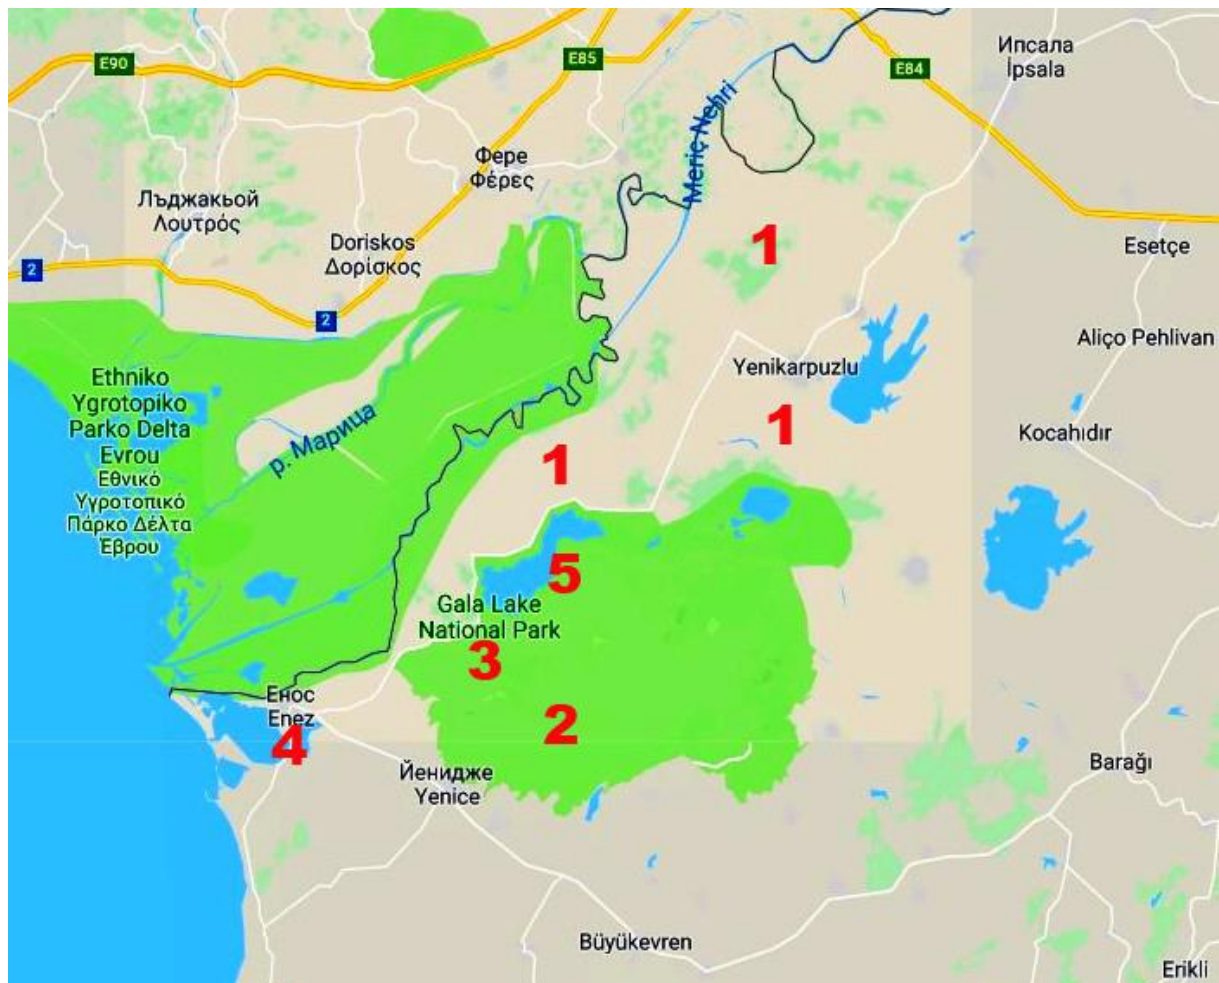 E90
E85
E84
Ипсала
İpsala
Meriç Nehri
Фере
Φέρες
Лъджакьой
Λουτρός
Doriskos
Δορίσκος
1
Esetçe
2
2
Aliço Pehlivan
Yenikarpuzlu
Ethniko
Ygrotopiko
Parko Delta
Evrou
Εθνικό
Υγροτοπικό
Πάρκο Δέλτα
Έβρου
р. Марица
1
Kocahıdır
1
5
Gala Lake
National Park
3
Енос
Enez
2
4
Йенидже
Yenice
Barağı
Büyükevren
Erikli